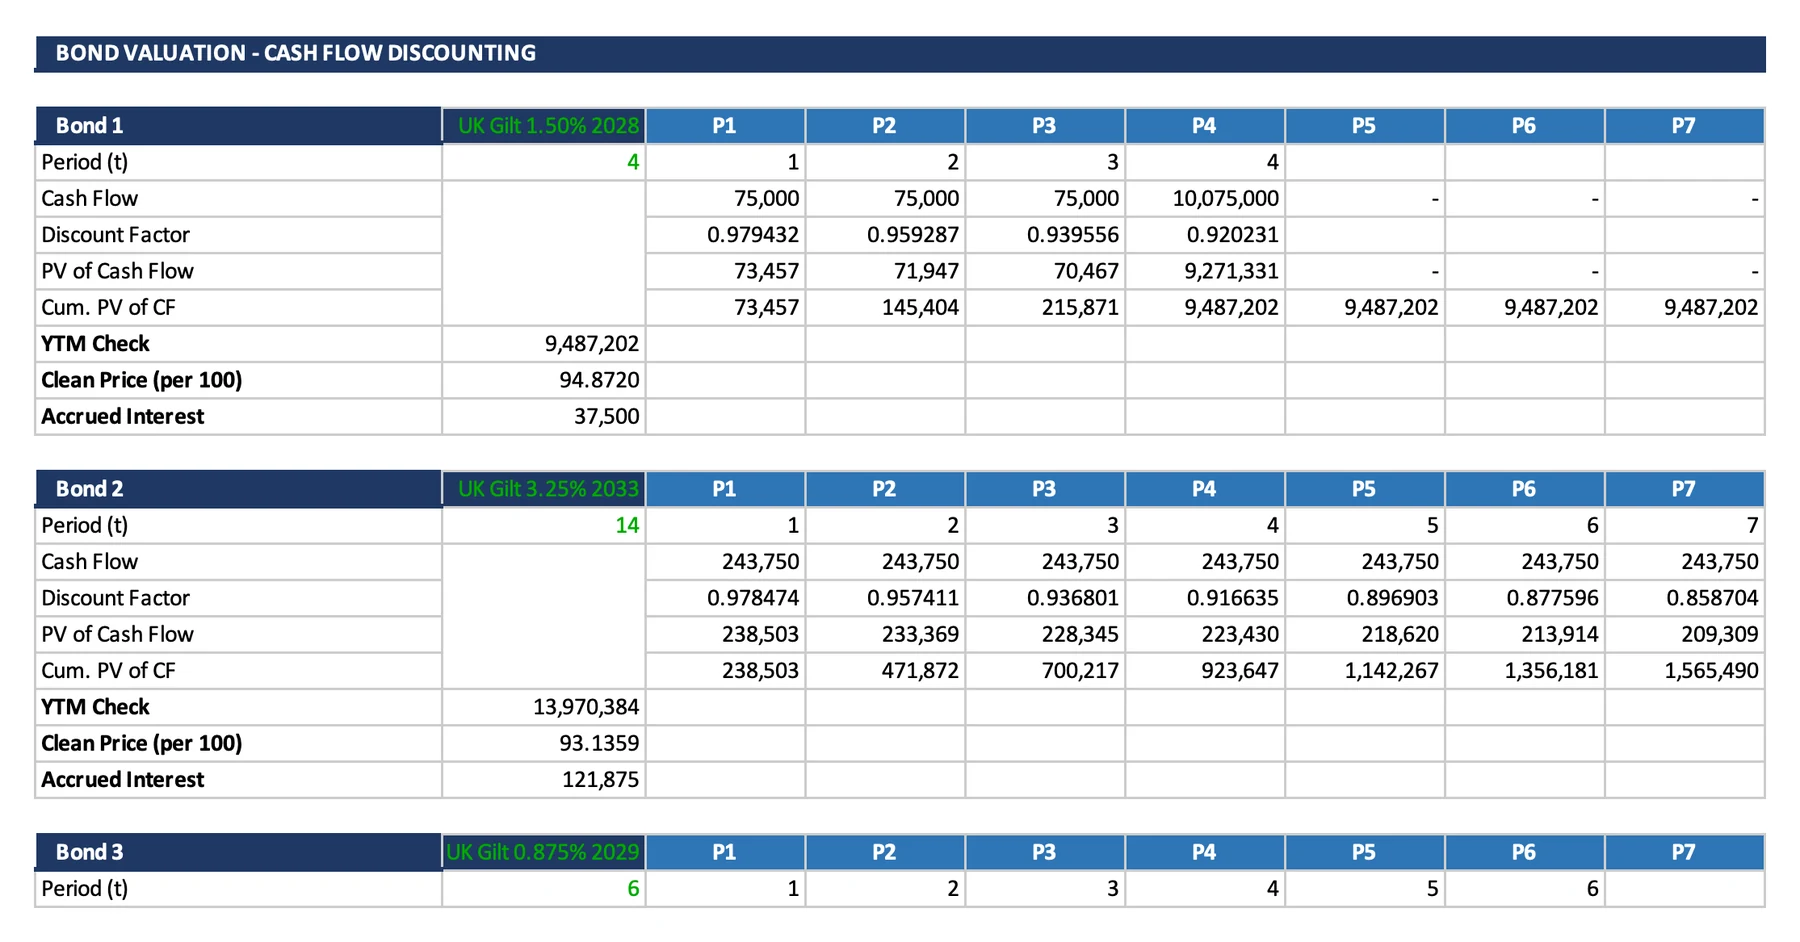 BOND VALUATION - CASH FLOW DISCOUNTING
Bond 1 UK Gilt 1.50% 2028 P1 P2 P3 P4 P5 P6 P7
Period (t) 4 1 2 3 4
Cash Flow 75,000 75,000 75,000 10,075,000 - - -
Discount Factor 0.979432 0.959287 0.939556 0.920231
PV of Cash Flow 73,457 71,947 70,467 9,271,331 - - -
Cum. PV of CF 73,457 145,404 215,871 9,487,202 9,487,202 9,487,202 9,487,202
YTM Check 9,487,202
Clean Price (per 100) 94.8720
Accrued Interest 37,500
Bond 2 UK Gilt 3.25% 2033 P1 P2 P3 P4 P5 P6 P7
Period (t) 14 1 2 3 4 5 6 7
Cash Flow 243,750 243,750 243,750 243,750 243,750 243,750 243,750
Discount Factor 0.978474 0.957411 0.936801 0.916635 0.896903 0.877596 0.858704
PV of Cash Flow 238,503 233,369 228,345 223,430 218,620 213,914 209,309
Cum. PV of CF 238,503 471,872 700,217 923,647 1,142,267 1,356,181 1,565,490
YTM Check 13,970,384
Clean Price (per 100) 93.1359
Accrued Interest 121,875
Bond 3 UK Gilt 0.875% 2029 P1 P2 P3 P4 P5 P6 P7
Period (t) 6 1 2 3 4 5 6